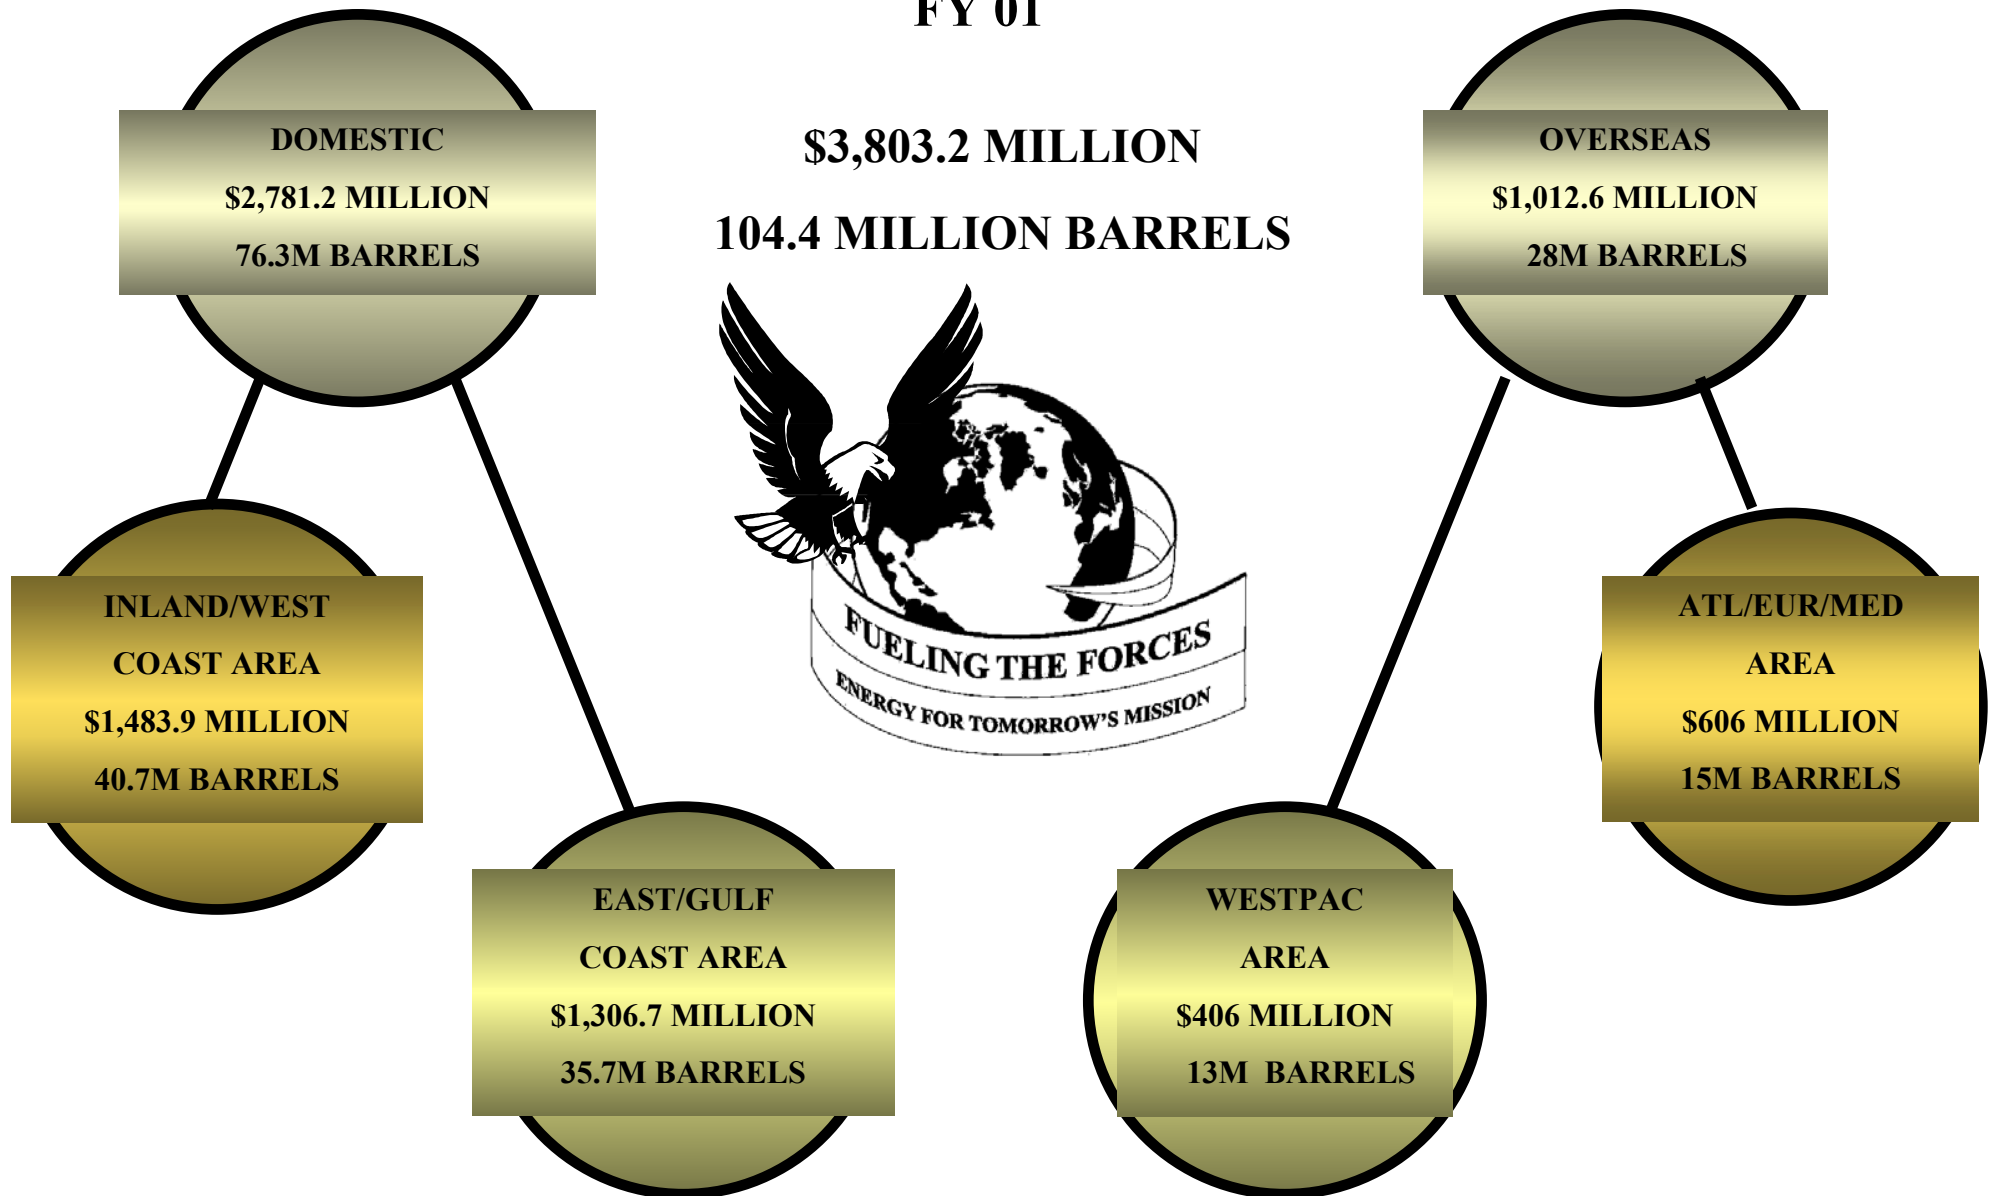 FY 01
$3,803.2 MILLION
104.4 MILLION BARRELS
DOMESTIC
$2,781.2 MILLION
76.3M BARRELS
OVERSEAS
$1,012.6 MILLION
28M BARRELS
INLAND/WEST
COAST AREA
$1,483.9 MILLION
40.7M BARRELS
FUELING THE FORCES
ENERGY FOR TOMORROW'S MISSION
ATL/EUR/MED
AREA
$606 MILLION
15M BARRELS
EAST/GULF
COAST AREA
$1,306.7 MILLION
35.7M BARRELS
WESTPAC
AREA
$406 MILLION
13M  BARRELS